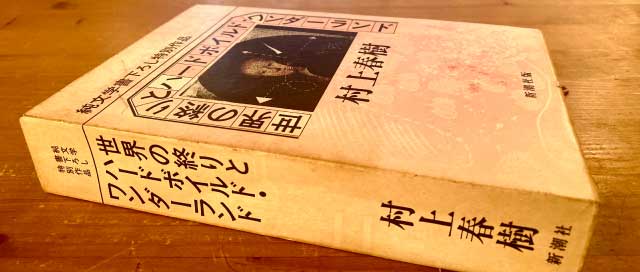 純文学書下ろし特別作品
世界の終りとハードボイルド・ワンダーランド
村上春樹
新潮社版
純文学
書下ろし
特別作品
世界の終りと
ハードボイルド・
ワンダーランド
村上春樹
新潮社